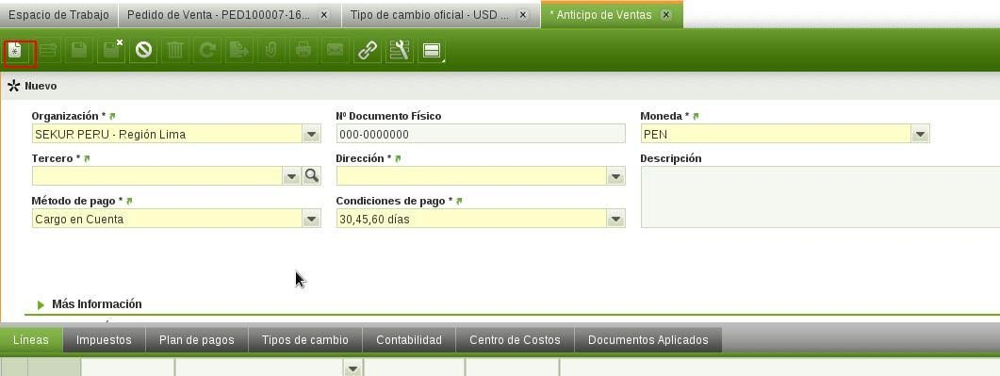 Espacio de Trabajo Pedido de Venta - PED100007-16... Tipo de cambio oficial - USD ... * Anticipo de Ventas
Nuevo
Organización * Nº Documento Físico Moneda *
SEKUR PERU - Región Lima 000-0000000 PEN
Tercero * Dirección * Descripción
Método de pago * Condiciones de pago *
Cargo en Cuenta 30,45,60 días
Más Información
Líneas Impuestos Plan de pagos Tipos de cambio Contabilidad Centro de Costos Documentos Aplicados